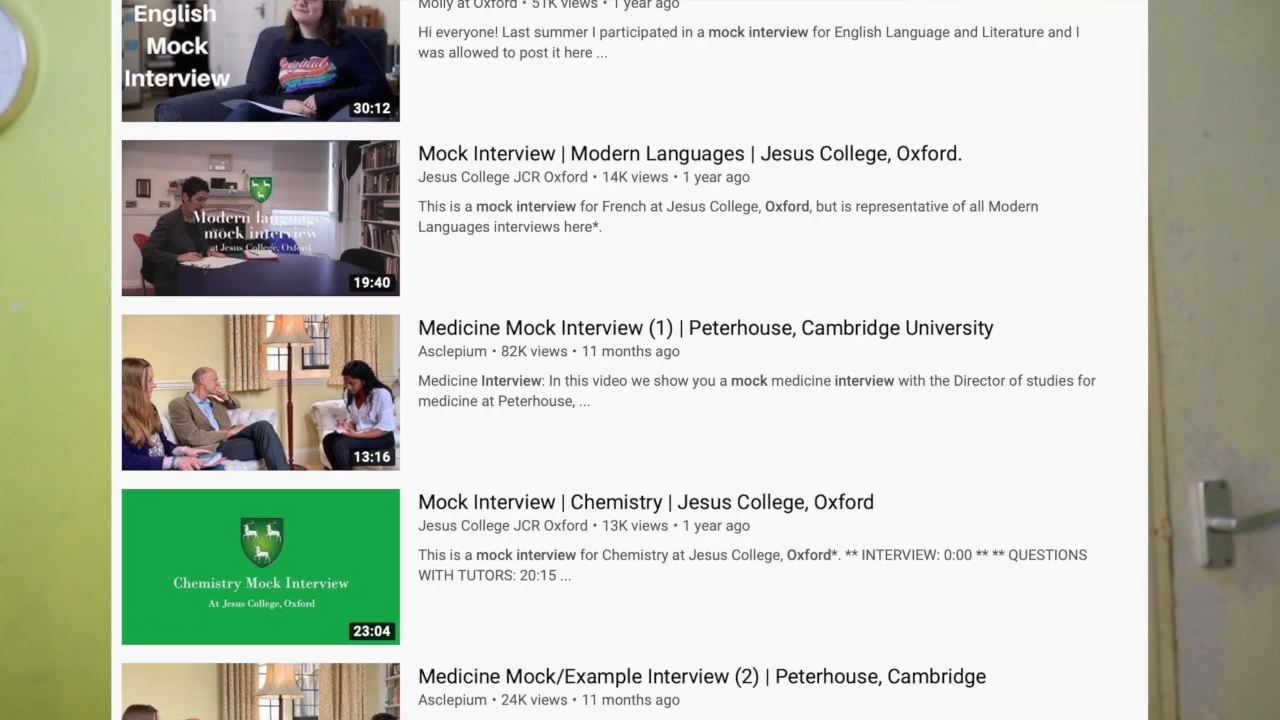 English
Mock
Interview
30:12
Molly at Oxford • 51K views • 1 year ago
Hi everyone! Last summer I participated in a mock interview for English Language and Literature and I
was allowed to post it here ...
Modern languages
mock interview
at Jesus College, Oxford
19:40
Mock Interview | Modern Languages | Jesus College, Oxford.
Jesus College JCR Oxford • 14K views • 1 year ago
This is a mock interview for French at Jesus College, Oxford, but is representative of all Modern
Languages interviews here*.
13:16
Medicine Mock Interview (1) | Peterhouse, Cambridge University
Asclepium • 82K views • 11 months ago
Medicine Interview: In this video we show you a mock medicine interview with the Director of studies for
medicine at Peterhouse, ...
Chemistry Mock Interview
At Jesus College, Oxford
23:04
Mock Interview | Chemistry | Jesus College, Oxford
Jesus College JCR Oxford • 13K views • 1 year ago
This is a mock interview for Chemistry at Jesus College, Oxford*. ** INTERVIEW: 0:00 ** ** QUESTIONS
WITH TUTORS: 20:15 ...
Medicine Mock/Example Interview (2) | Peterhouse, Cambridge
Asclepium • 24K views • 11 months ago